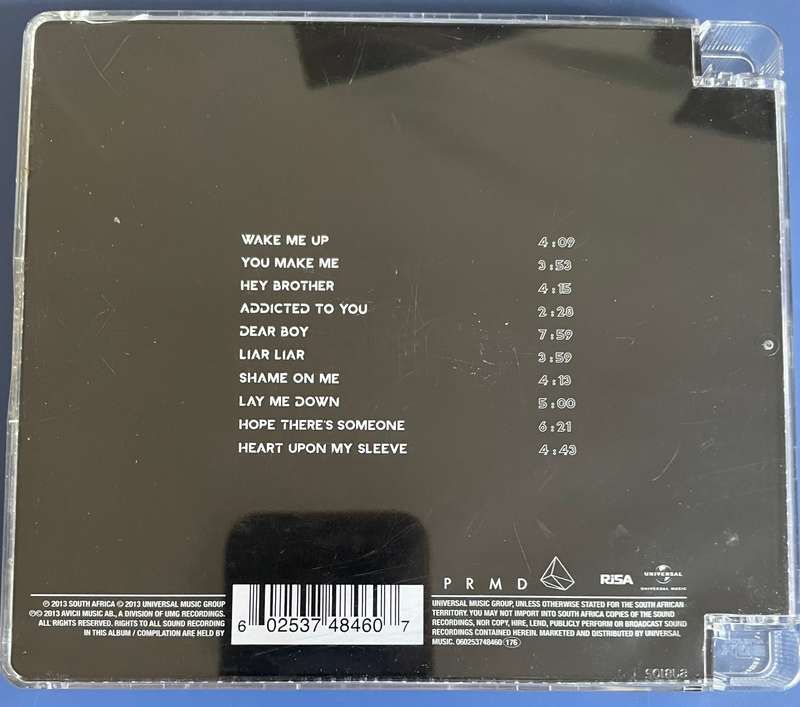 WAKE ME UP 4:09
YOU MAKE ME 3:53
HEY BROTHER 4:15
ADDICTED TO YOU 2:28
DEAR BOY 7:59
LIAR LIAR 3:59
SHAME ON ME 4:13
LAY ME DOWN 5:00
HOPE THERE'S SOMEONE 6:21
HEART UPON MY SLEEVE 4:43
PRMD RiSA UNIVERSAL
UNIVERSAL MUSIC
℗ 2013 SOUTH AFRICA © 2013 UNIVERSAL MUSIC GROUP
℗© 2013 AVICII MUSIC AB., A DIVISION OF UMG RECORDINGS.
ALL RIGHTS RESERVED. RIGHTS TO ALL SOUND RECORDING
IN THIS ALBUM / COMPILATION ARE HELD BY
6 02537 48460 7
UNIVERSAL MUSIC GROUP, UNLESS OTHERWISE STATED FOR THE SOUTH AFRICAN
TERRITORY. YOU MAY NOT IMPORT INTO SOUTH AFRICA COPIES OF THE SOUND
RECORDINGS, NOR COPY, HIRE, LEND, PUBLICLY PERFORM OR BROADCAST SOUND
RECORDINGS CONTAINED HEREIN. MARKETED AND DISTRIBUTED BY UNIVERSAL
MUSIC. 060253748460 176